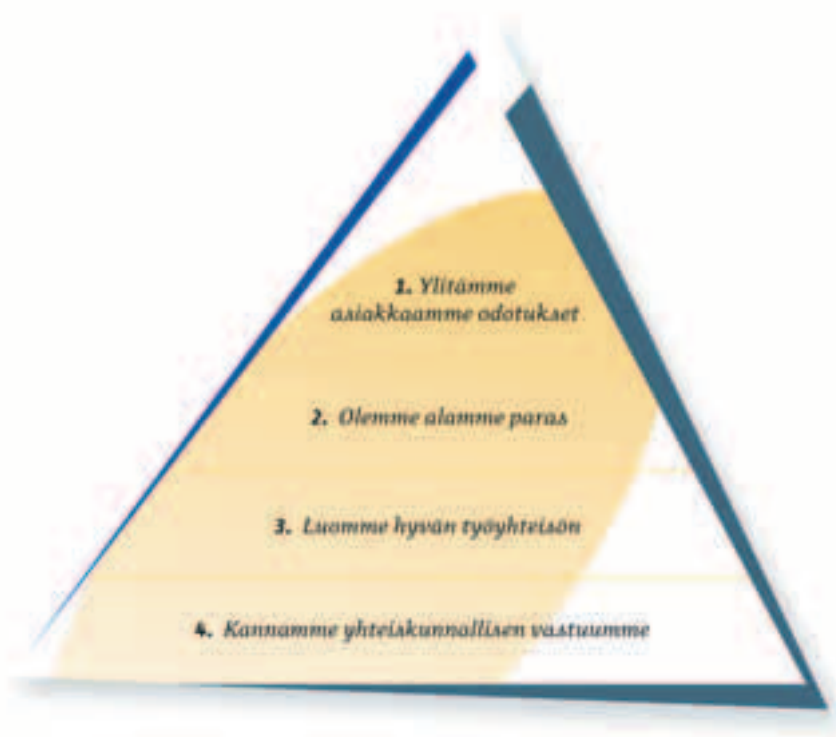 1. Ylitämme
asiakkaamme odotukset
2. Olemme alamme paras
3. Luomme hyvän työyhteisön
4. Kannamme yhteiskunnallisen vastuumme